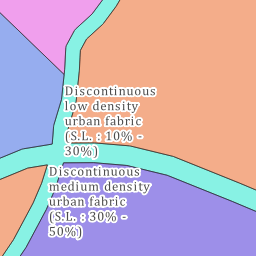 Discontinuous
low density
urban fabric
(S.L. : 10% -
30%)
Discontinuous
medium density
urban fabric
(S.L. : 30% -
50%)